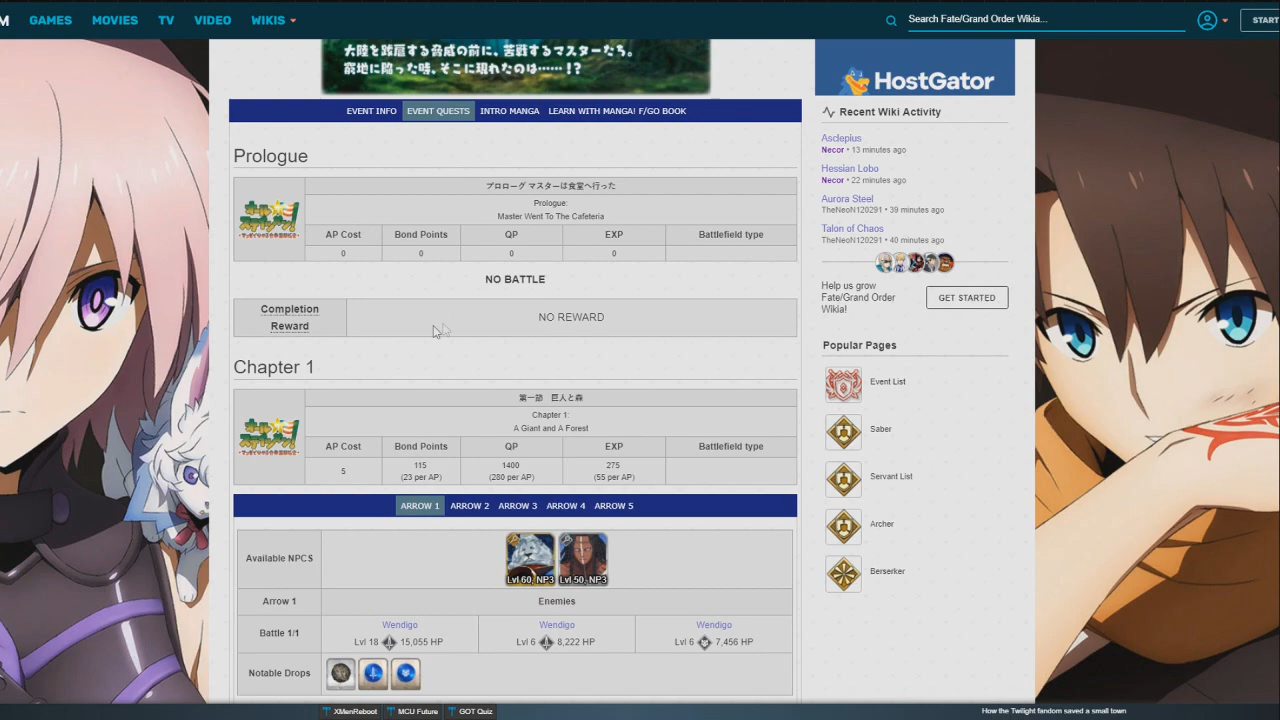 M GAMES MOVIES TV VIDEO WIKIS
Search Fate/Grand Order Wikia...
START
大陸を跋扈する脅威の前に、苦戦するマスターたち。
窮地に陥った時、そこに現れたのは……!?
HostGator
EVENT INFO EVENT QUESTS INTRO MANGA LEARN WITH MANGA! F/GO BOOK
Prologue
プロローグ マスターは食堂へ行った
Prologue:
Master Went To The Cafeteria
AP Cost Bond Points QP EXP Battlefield type
0 0 0 0
NO BATTLE
Completion
Reward
NO REWARD
Chapter 1
第一節 巨人と森
Chapter 1:
A Giant and A Forest
AP Cost Bond Points QP EXP Battlefield type
5 115 1400 275
(23 per AP) (280 per AP) (55 per AP)
ARROW 1 ARROW 2 ARROW 3 ARROW 4 ARROW 5
Available NPCS
Lvl 60, NP3 Lvl 50, NP3
Arrow 1 Enemies
Wendigo Wendigo Wendigo
Battle 1/1
Lvl 18 15,055 HP Lvl 6 8,222 HP Lvl 6 7,456 HP
Notable Drops
Recent Wiki Activity
Asclepius
Necor • 13 minutes ago
Hessian Lobo
Necor • 22 minutes ago
Aurora Steel
TheNeoN120291 • 39 minutes ago
Talon of Chaos
TheNeoN120291 • 40 minutes ago
Help us grow
Fate/Grand Order
Wikia!
GET STARTED
Popular Pages
Event List
Saber
Servant List
Archer
Berserker
XMenReboot MCU Future GOT Quiz
How the Twilight fandom saved a small town